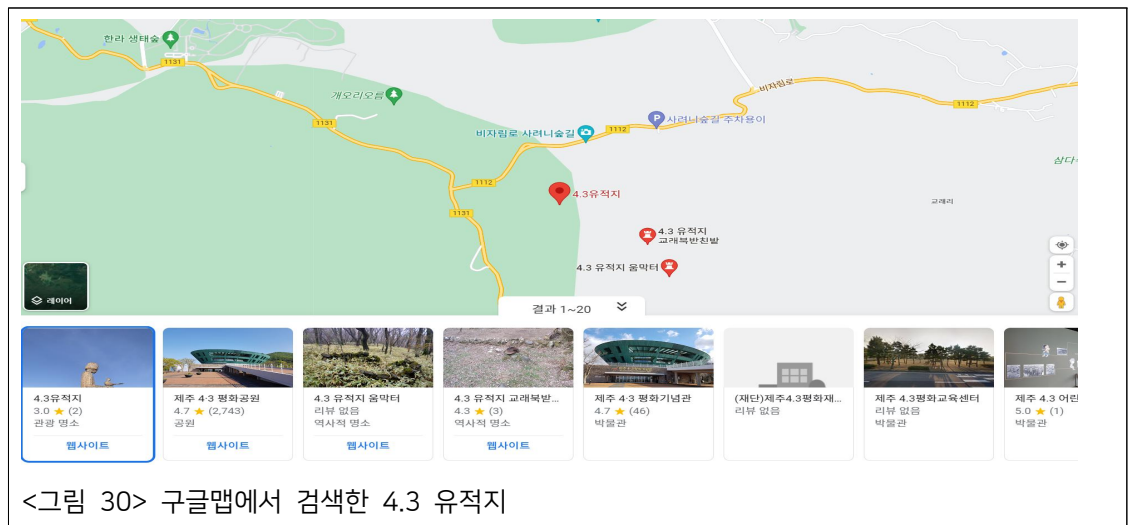 한라 생태숲
1131
개오리오름
비자림로
1112
1131
사려니숲길 주차용이
비자림로 사려니숲길
1112
삼다
1112
4.3유적지
교래리
1131
4.3 유적지
교래북받친밭
4.3 유적지 움막터
레이어
결과 1~20
4.3유적지
3.0 ★ (2)
관광 명소
웹사이트
제주 4·3 평화공원
4.7 ★ (2,743)
공원
웹사이트
4.3 유적지 움막터
리뷰 없음
역사적 명소
웹사이트
4.3 유적지 교래북받...
4.3 ★ (3)
역사적 명소
웹사이트
제주 4·3 평화기념관
4.7 ★ (46)
박물관
(재단)제주4.3평화재...
리뷰 없음
제주 4.3평화교육센터
리뷰 없음
박물관
제주 4.3 어린
5.0 ★ (1)
박물관
<그림 30> 구글맵에서 검색한 4.3 유적지